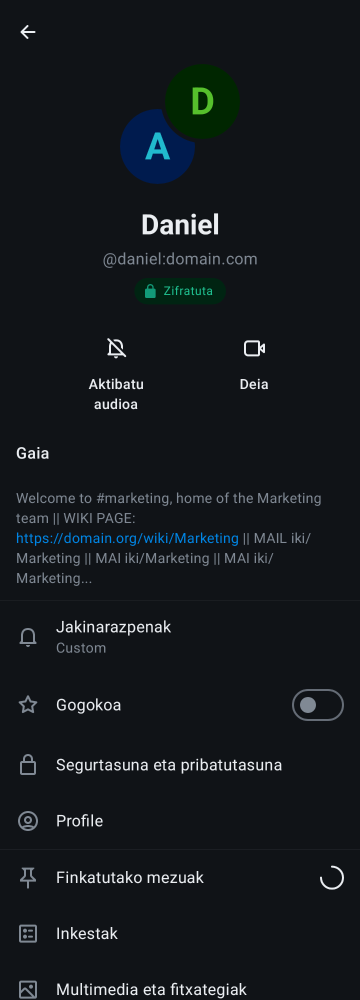 D
A
Daniel
@daniel:domain.com
Zifratuta
Aktibatu
audioa
Deia
Gaia
Welcome to #marketing, home of the Marketing
team || WIKI PAGE:
https://domain.org/wiki/Marketing || MAIL iki/
Marketing || MAI iki/Marketing || MAI iki/
Marketing...
Jakinarazpenak
Custom
Gogokoa
Segurtasuna eta pribatutasuna
Profile
Finkatutako mezuak
Inkestak
Multimedia eta fitxategiak